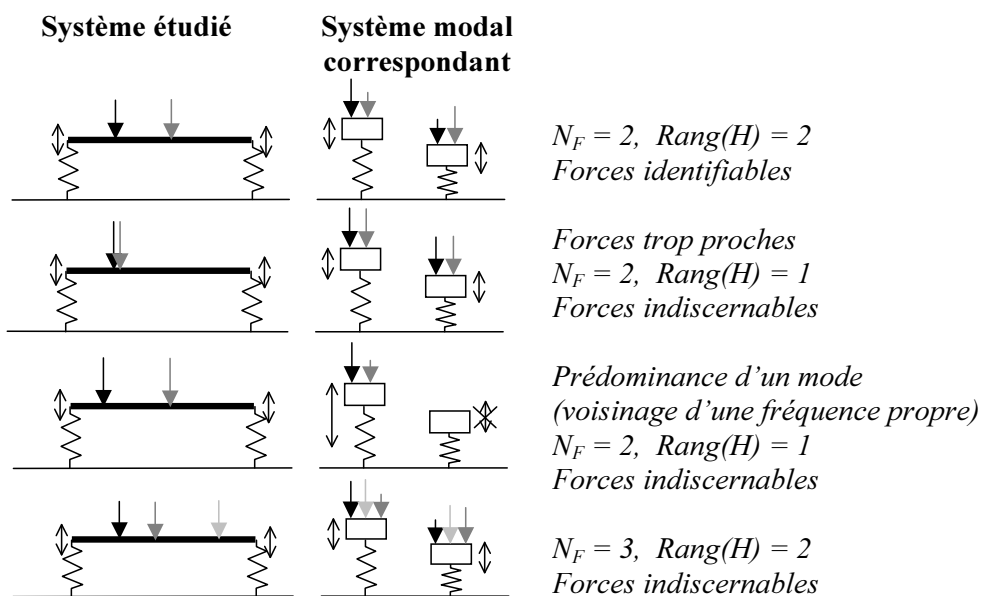 Système étudié
Système modal
correspondant
N_F = 2, Rang(H) = 2
Forces identifiables
Forces trop proches
N_F = 2, Rang(H) = 1
Forces indiscernables
Prédominance d'un mode
(voisinage d'une fréquence propre)
N_F = 2, Rang(H) = 1
Forces indiscernables
N_F = 3, Rang(H) = 2
Forces indiscernables